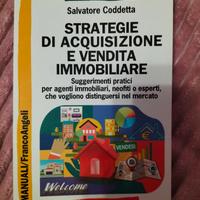 Salvatore Coddetta
STRATEGIE
DI ACQUISIZIONE
E VENDITA
IMMOBILIARE
Suggerimenti pratici
per agenti immobiliari, neofiti o esperti,
che vogliono distinguersi nel mercato
MANUALI/FrancoAngeli
VENDESI
Welcome